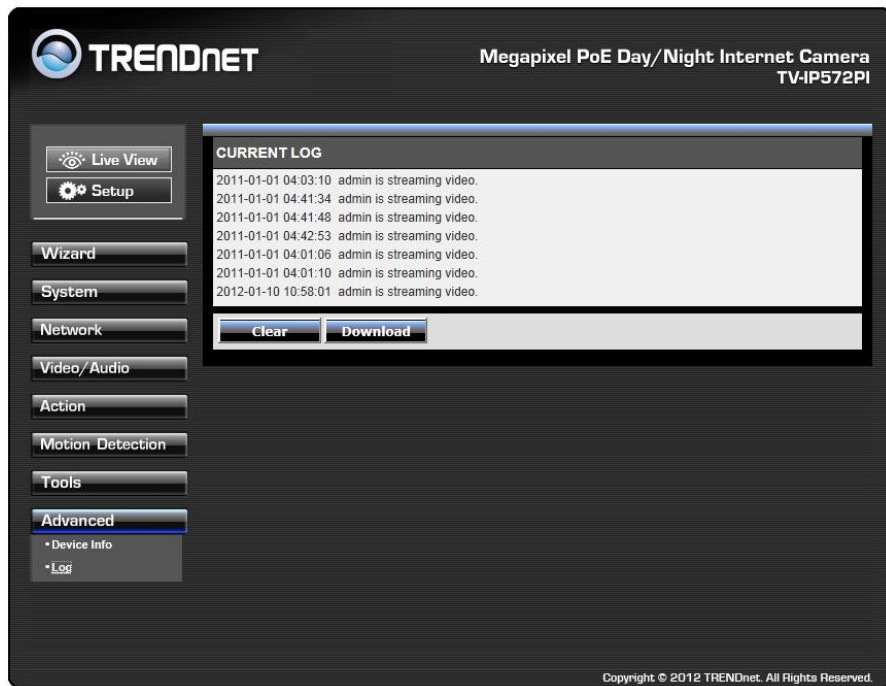 TRENDNET
Megapixel PoE Day/Night Internet Camera
TV-IP572PI
Live View
Setup
Wizard
System
Network
Video/Audio
Action
Motion Detection
Tools
Advanced
• Device Info
• Log
CURRENT LOG
2011-01-01 04:03:10 admin is streaming video.
2011-01-01 04:41:34 admin is streaming video.
2011-01-01 04:41:48 admin is streaming video.
2011-01-01 04:42:53 admin is streaming video.
2011-01-01 04:01:06 admin is streaming video.
2011-01-01 04:01:10 admin is streaming video.
2012-01-10 10:58:01 admin is streaming video.
Clear Download
Copyright © 2012 TRENDnet. All Rights Reserved.